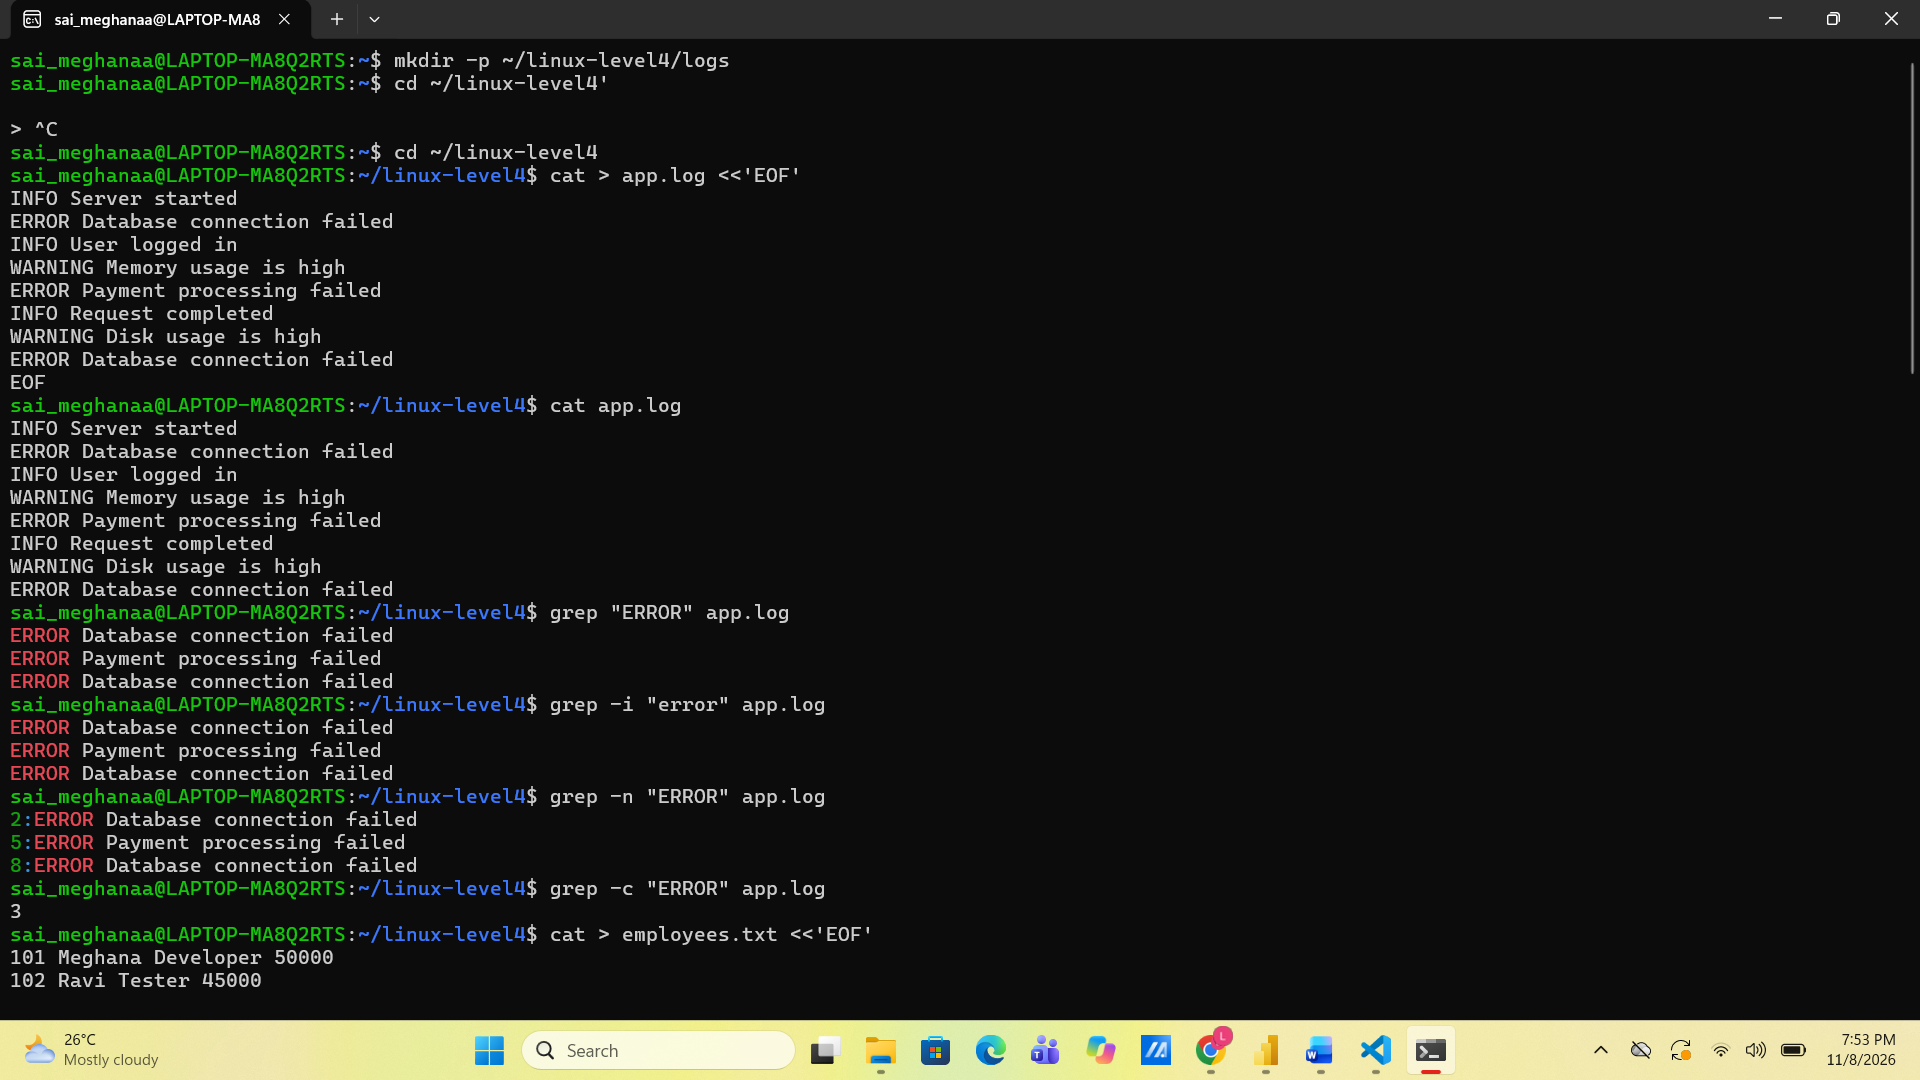 sai_meghanaa@LAPTOP-MA8
sai_meghanaa@LAPTOP-MA8Q2RTS:~$ mkdir -p ~/linux-level4/logs
sai_meghanaa@LAPTOP-MA8Q2RTS:~$ cd ~/linux-level4'
> ^C
sai_meghanaa@LAPTOP-MA8Q2RTS:~$ cd ~/linux-level4
sai_meghanaa@LAPTOP-MA8Q2RTS:~/linux-level4$ cat > app.log <<'EOF'
INFO Server started
ERROR Database connection failed
INFO User logged in
WARNING Memory usage is high
ERROR Payment processing failed
INFO Request completed
WARNING Disk usage is high
ERROR Database connection failed
EOF
sai_meghanaa@LAPTOP-MA8Q2RTS:~/linux-level4$ cat app.log
INFO Server started
ERROR Database connection failed
INFO User logged in
WARNING Memory usage is high
ERROR Payment processing failed
INFO Request completed
WARNING Disk usage is high
ERROR Database connection failed
sai_meghanaa@LAPTOP-MA8Q2RTS:~/linux-level4$ grep "ERROR" app.log
ERROR Database connection failed
ERROR Payment processing failed
ERROR Database connection failed
sai_meghanaa@LAPTOP-MA8Q2RTS:~/linux-level4$ grep -i "error" app.log
ERROR Database connection failed
ERROR Payment processing failed
ERROR Database connection failed
sai_meghanaa@LAPTOP-MA8Q2RTS:~/linux-level4$ grep -n "ERROR" app.log
2:ERROR Database connection failed
5:ERROR Payment processing failed
8:ERROR Database connection failed
sai_meghanaa@LAPTOP-MA8Q2RTS:~/linux-level4$ grep -c "ERROR" app.log
3
sai_meghanaa@LAPTOP-MA8Q2RTS:~/linux-level4$ cat > employees.txt <<'EOF'
101 Meghana Developer 50000
102 Ravi Tester 45000
26°C
Mostly cloudy
Search
L
7:53 PM
11/8/2026